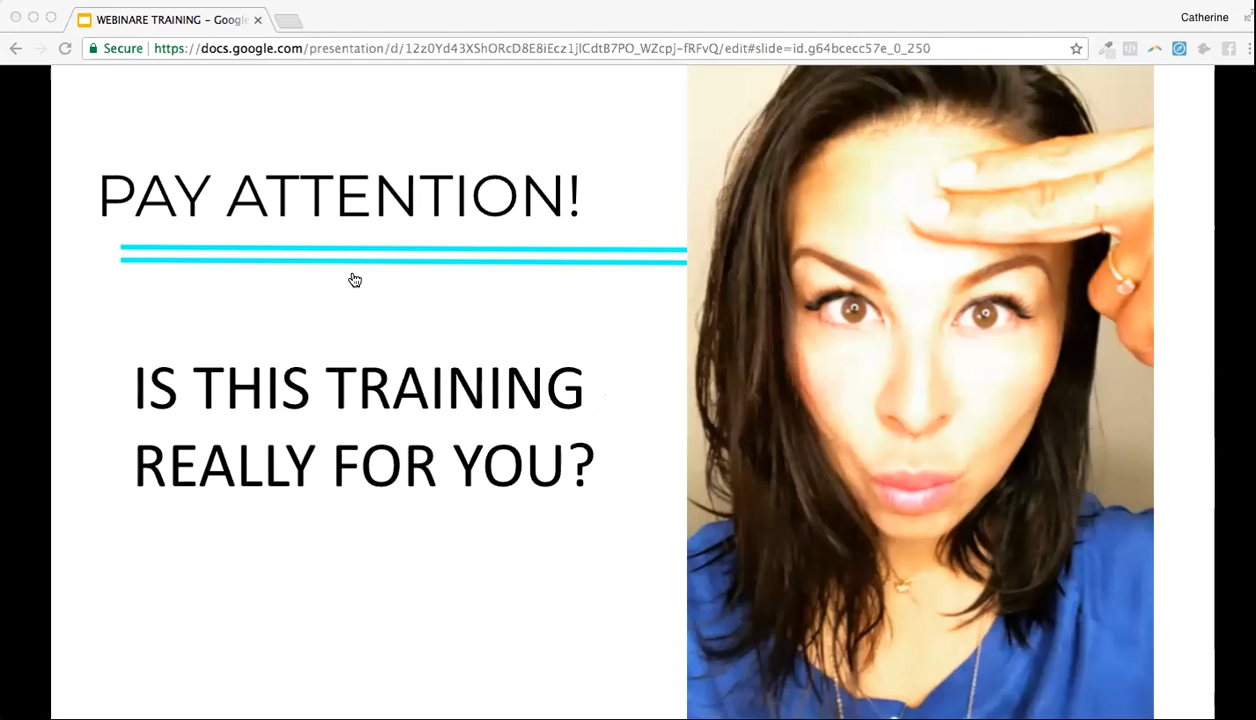 WEBINARE TRAINING – Google
Catherine
Secure
https://docs.google.com/presentation/d/12z0Yd43XShORcD8E8iEcz1jlCdtB7PO_WZcpj-fRFvQ/edit#slide=id.g64bcecc57e_0_250
PAY ATTENTION!
IS THIS TRAINING
REALLY FOR YOU?